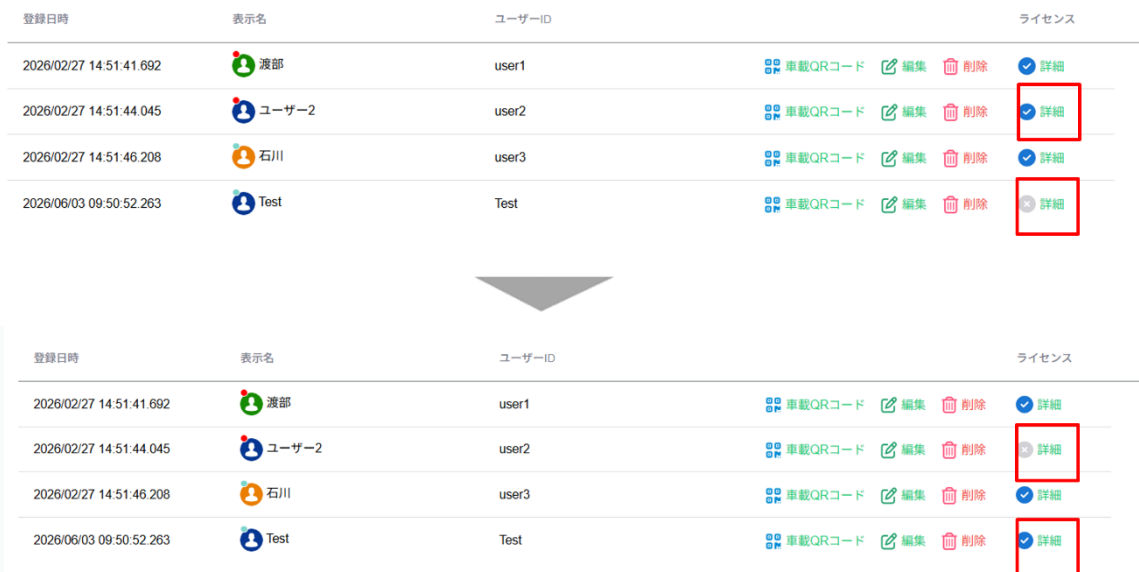 登録日時 表示名 ユーザーID ライセンス
2026/02/27 14:51:41.692 渡部 user1 車載QRコード 編集 削除 詳細
2026/02/27 14:51:44.045 ユーザー2 user2 車載QRコード 編集 削除 詳細
2026/02/27 14:51:46.208 石川 user3 車載QRコード 編集 削除 詳細
2026/06/03 09:50:52.263 Test Test 車載QRコード 編集 削除 詳細
登録日時 表示名 ユーザーID ライセンス
2026/02/27 14:51:41.692 渡部 user1 車載QRコード 編集 削除 詳細
2026/02/27 14:51:44.045 ユーザー2 user2 車載QRコード 編集 削除 詳細
2026/02/27 14:51:46.208 石川 user3 車載QRコード 編集 削除 詳細
2026/06/03 09:50:52.263 Test Test 車載QRコード 編集 削除 詳細